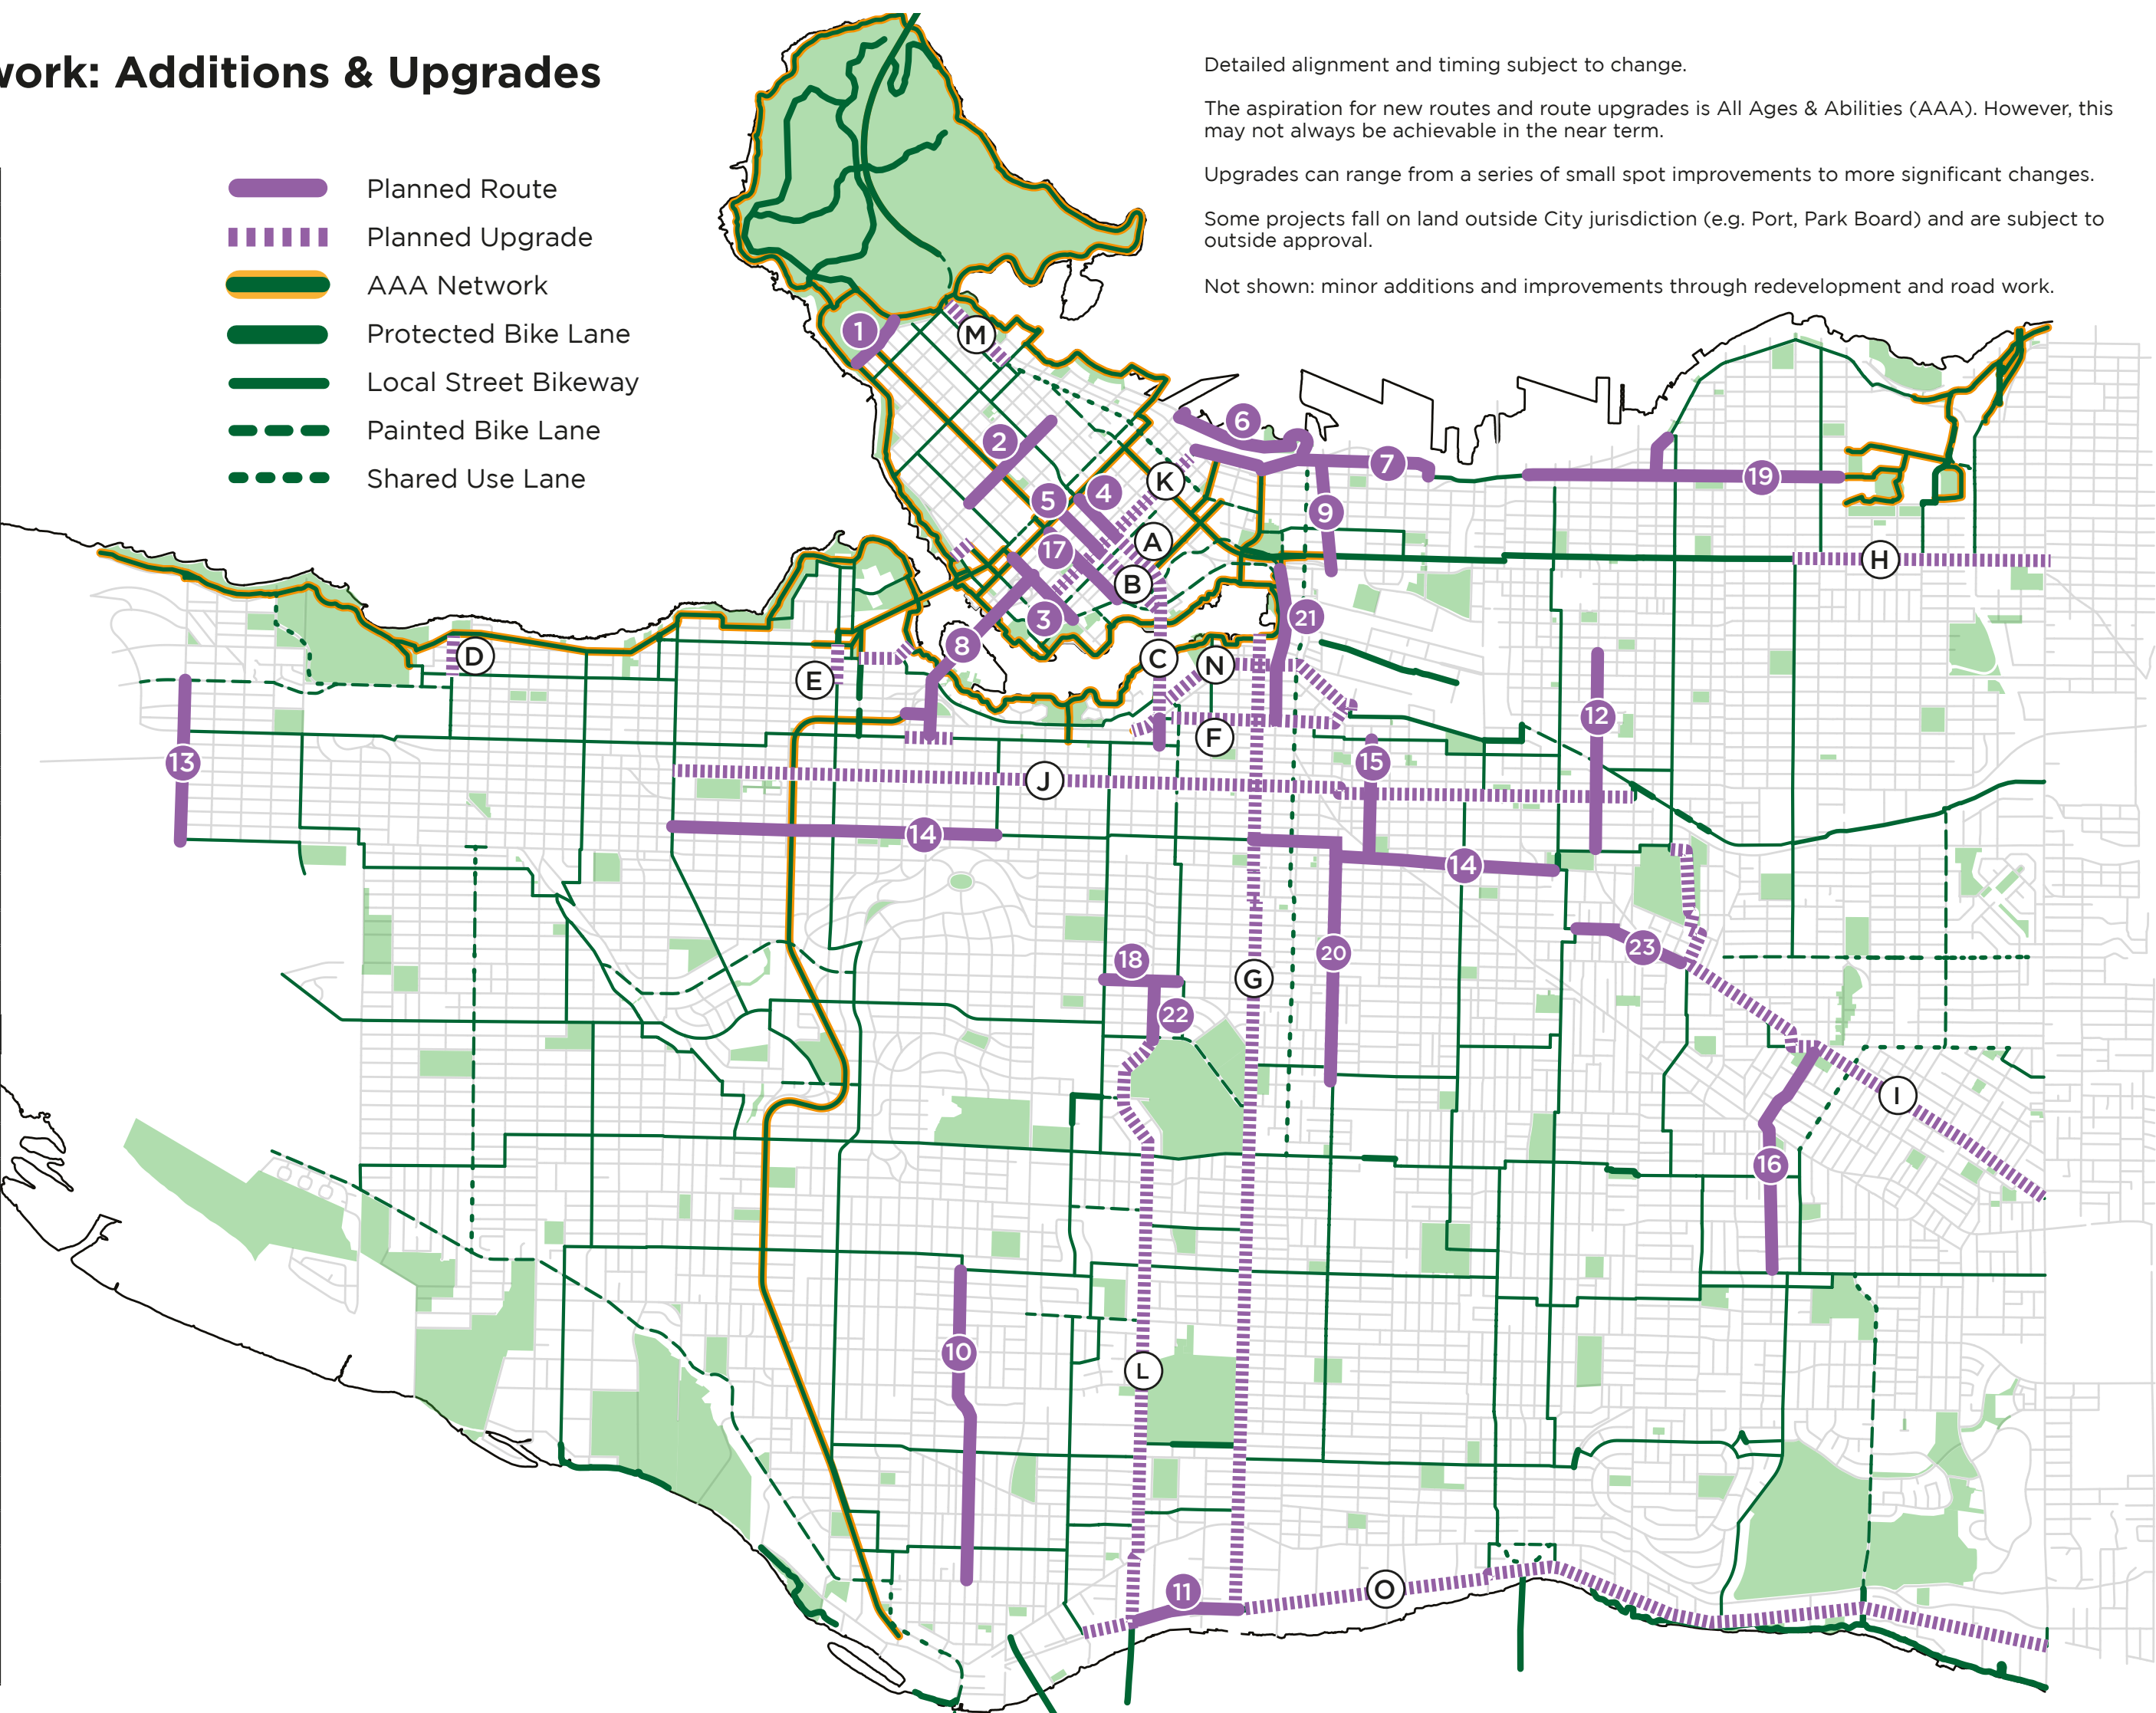 work: Additions & Upgrades
Planned Route
Planned Upgrade
AAA Network
Protected Bike Lane
Local Street Bikeway
Painted Bike Lane
Shared Use Lane
Detailed alignment and timing subject to change.
The aspiration for new routes and route upgrades is All Ages & Abilities (AAA). However, this
may not always be achievable in the near term.
Upgrades can range from a series of small spot improvements to more significant changes.
Some projects fall on land outside City jurisdiction (e.g. Port, Park Board) and are subject to
outside approval.
Not shown: minor additions and improvements through redevelopment and road work.
1
M
2
6
7
19
K
5
4
9
A
17
H
B
3
21
8
D
C
N
E
12
F
13
15
J
14
14
23
18
20
G
22
I
16
10
L
11
O